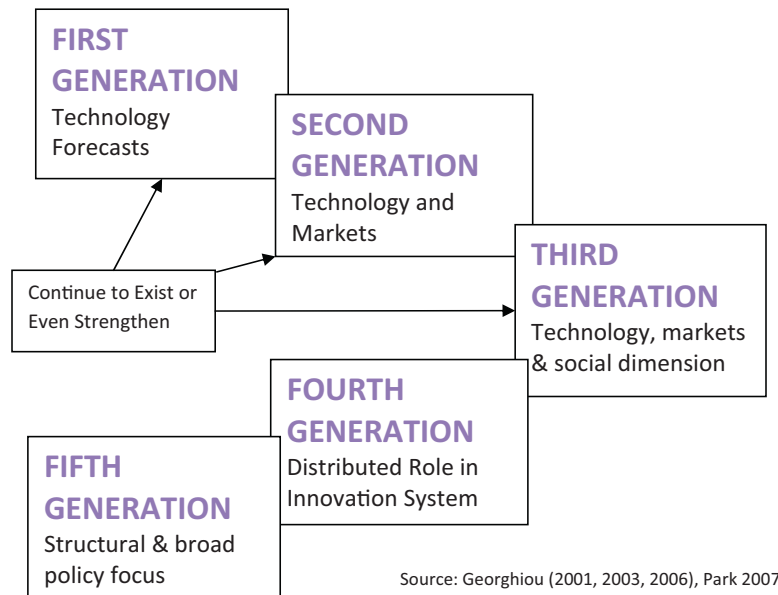 FIRST
GENERATION
Technology
Forecasts
SECOND
GENERATION
Technology and
Markets
THIRD
GENERATION
Technology, markets
& social dimension
Continue to Exist or
Even Strengthen
FOURTH
GENERATION
Distributed Role in
Innovation System
FIFTH
GENERATION
Structural & broad
policy focus
Source: Georghiou (2001, 2003, 2006), Park 2007